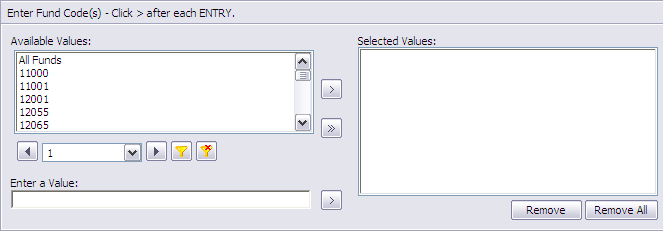 Enter Fund Code(s) - Click > after each ENTRY.
Available Values:
All Funds
11000
11001
12001
12055
12065
1
Enter a Value:
>
»
>
Selected Values:
Remove
Remove All